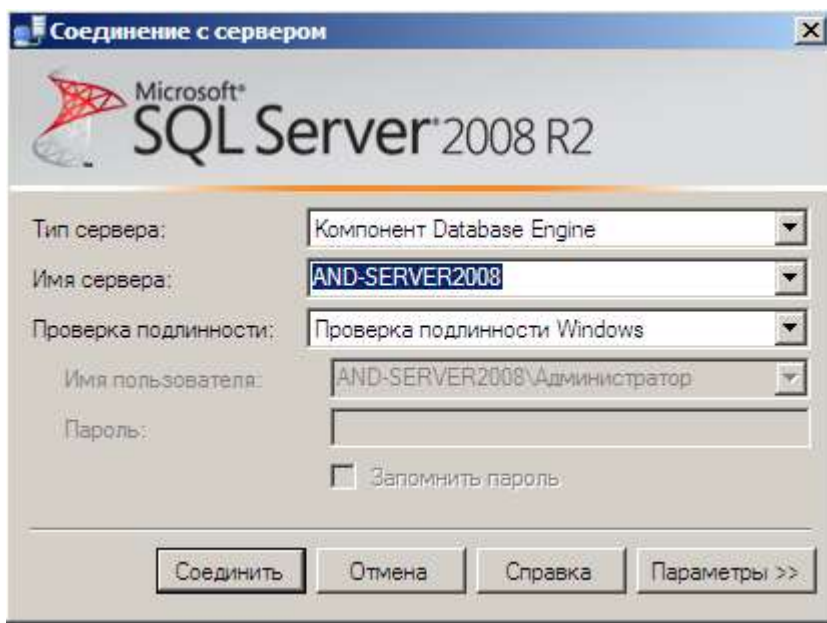 Соединение с сервером
Microsoft®
SQL Server® 2008 R2
Тип сервера: Компонент Database Engine
Имя сервера: AND-SERVER2008
Проверка подлинности: Проверка подлинности Windows
Имя пользователя: AND-SERVER2008\Администратор
Пароль:
Запомнить пароль
Соединить Отмена Справка Параметры >>